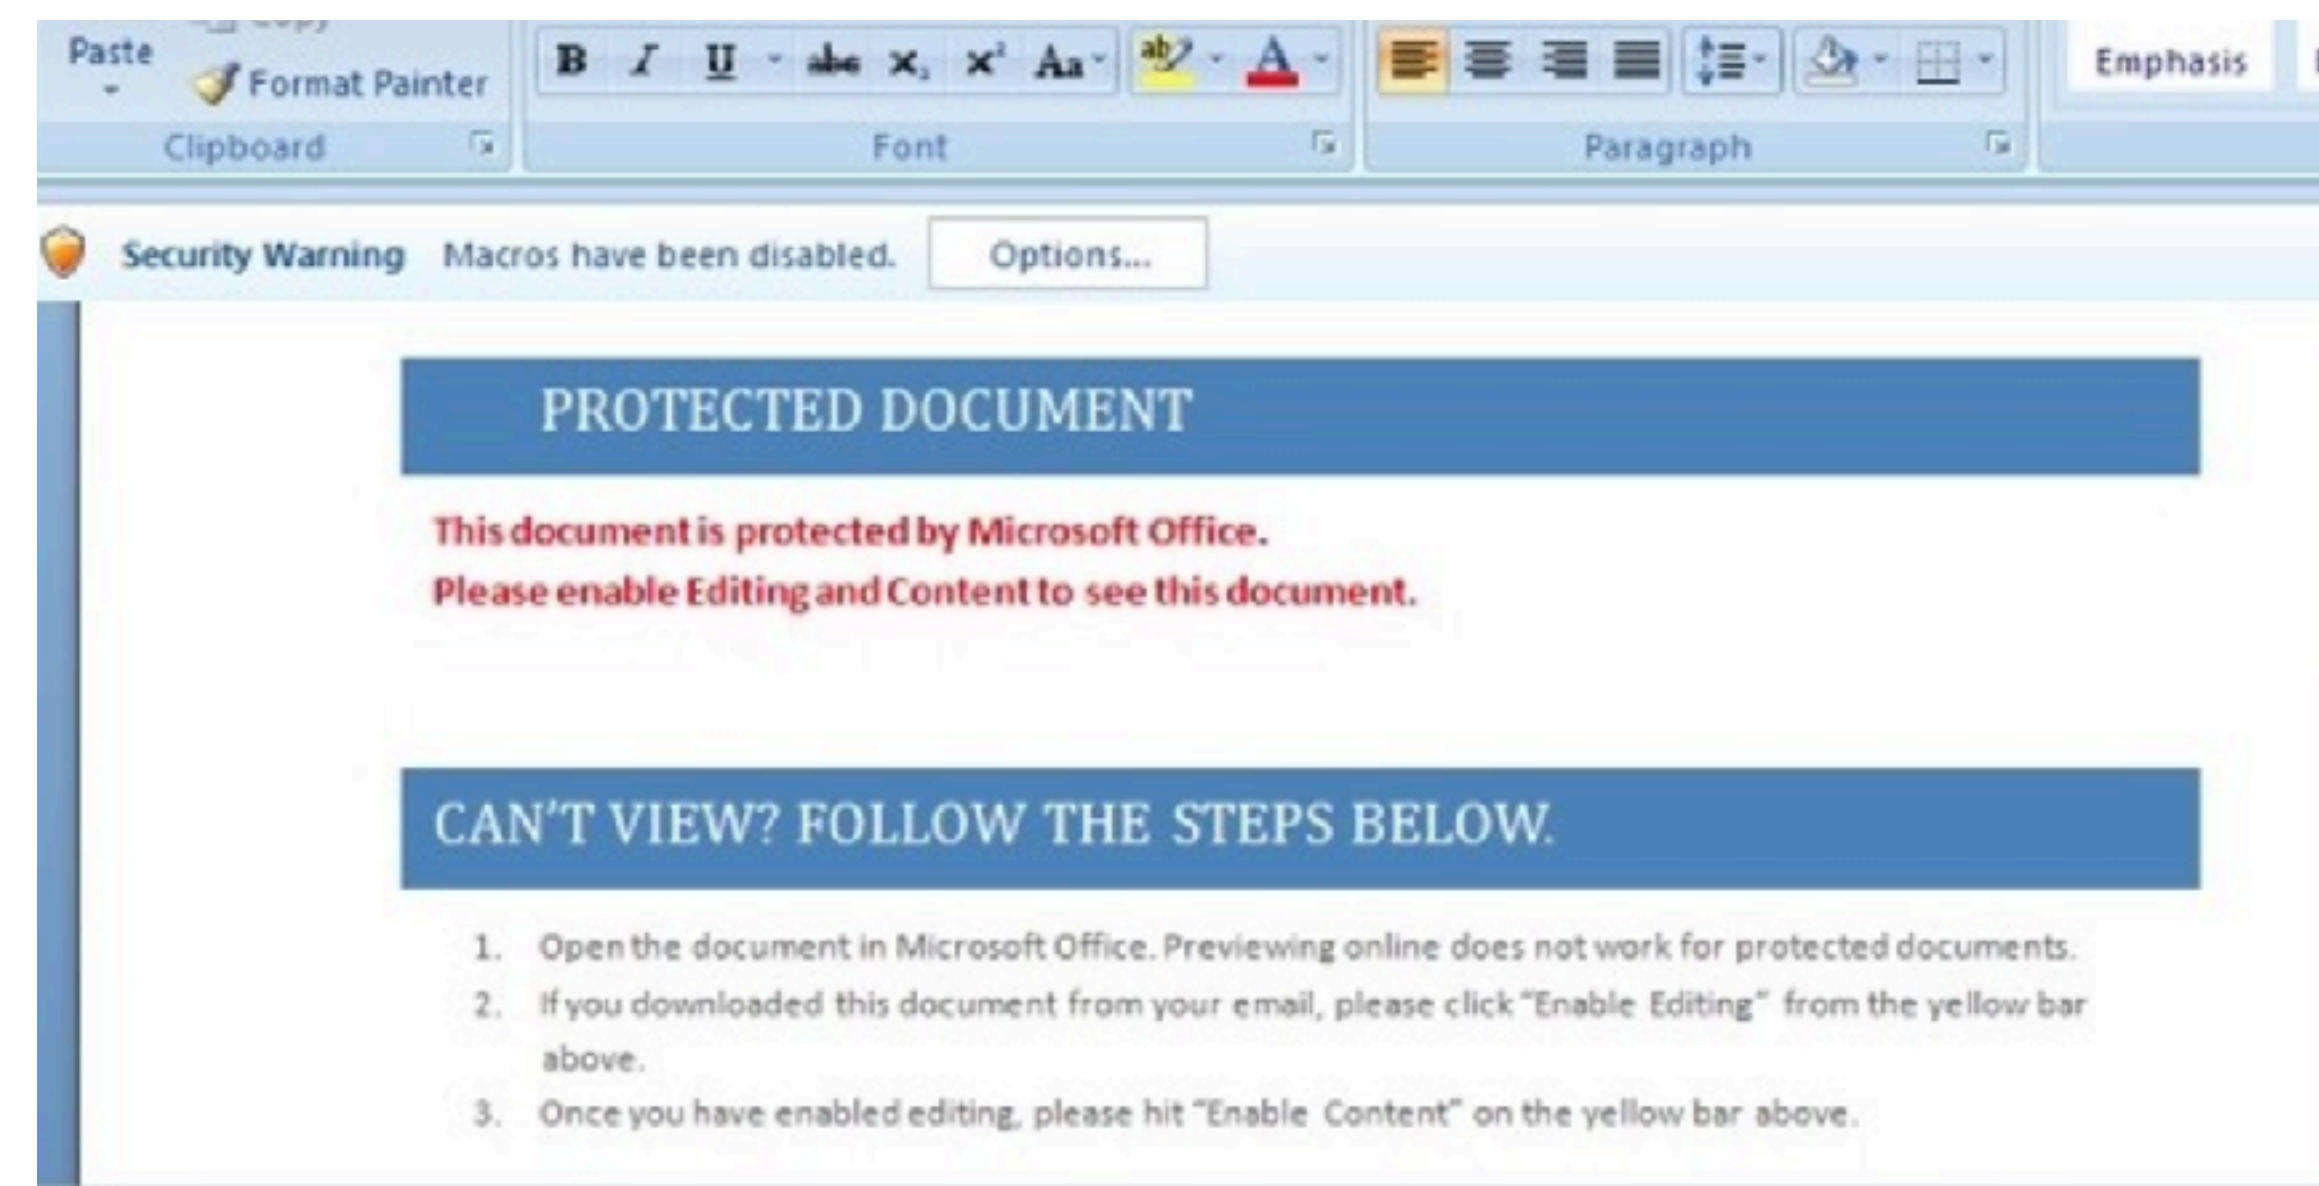 Copy
Paste
Format Painter
B I U abc x, x² Aa ab A
Emphasis
Clipboard Font Paragraph
Security Warning Macros have been disabled. Options...
PROTECTED DOCUMENT
This document is protected by Microsoft Office.
Please enable Editing and Content to see this document.
CAN'T VIEW? FOLLOW THE STEPS BELOW.
1. Open the document in Microsoft Office. Previewing online does not work for protected documents.
2. If you downloaded this document from your email, please click “Enable Editing” from the yellow bar
above.
3. Once you have enabled editing, please hit “Enable Content” on the yellow bar above.